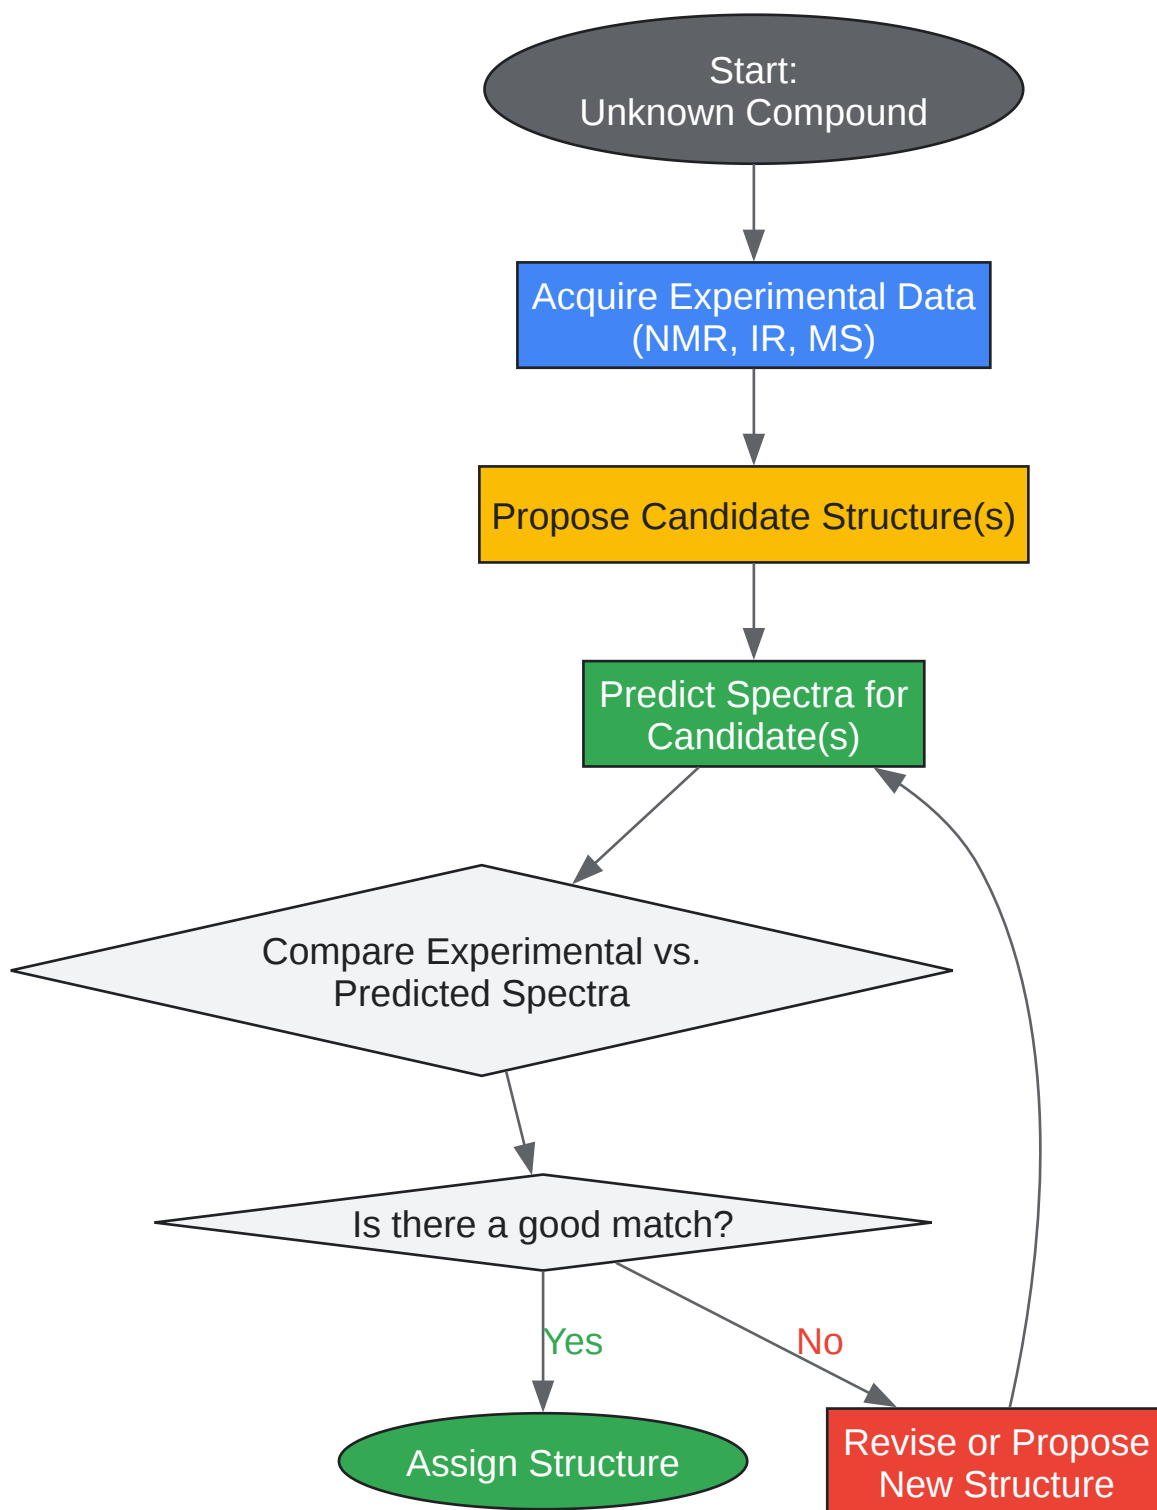 Start:
Unknown Compound
Acquire Experimental Data
(NMR, IR, MS)
Propose Candidate Structure(s)
Predict Spectra for
Candidate(s)
Compare Experimental vs.
Predicted Spectra
Is there a good match?
Yes
No
Assign Structure
Revise or Propose
New Structure